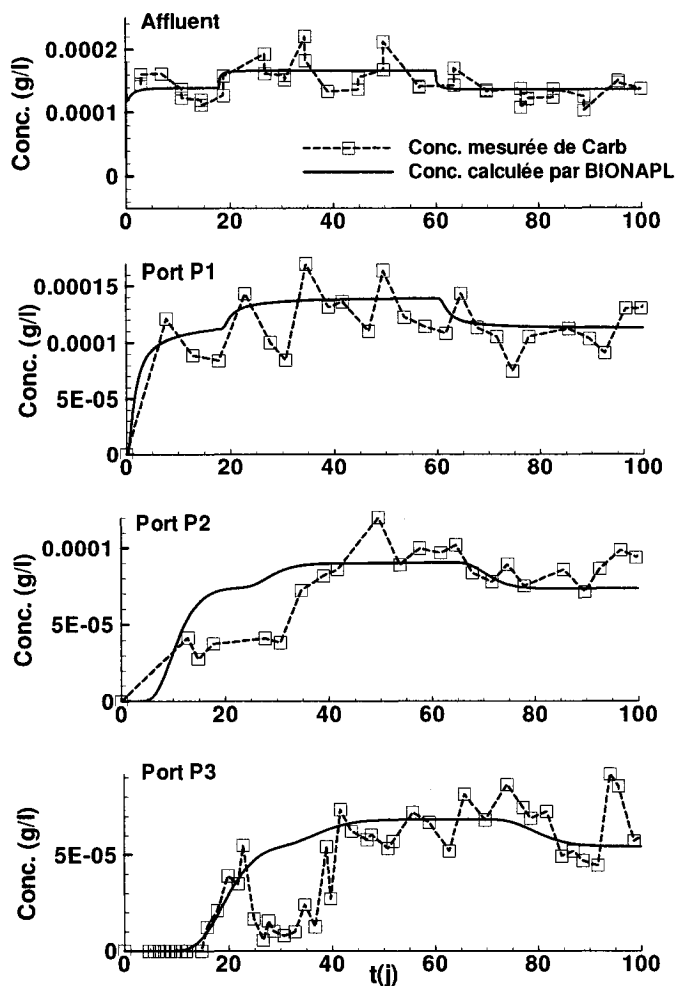 Affluent
0.0002
0.0001
0
Conc. (g/l)
Conc. mesurée de Carb
Conc. calculée par BIONAPL
0 20 40 60 80 100
Port P1
0.00015
0.0001
5E-05
0
Conc. (g/l)
0 20 40 60 80 100
Port P2
0.0001
5E-05
0
Conc. (g/l)
0 20 40 60 80 100
Port P3
5E-05
0
Conc. (g/l)
0 20 40 60 80 100
t(j)